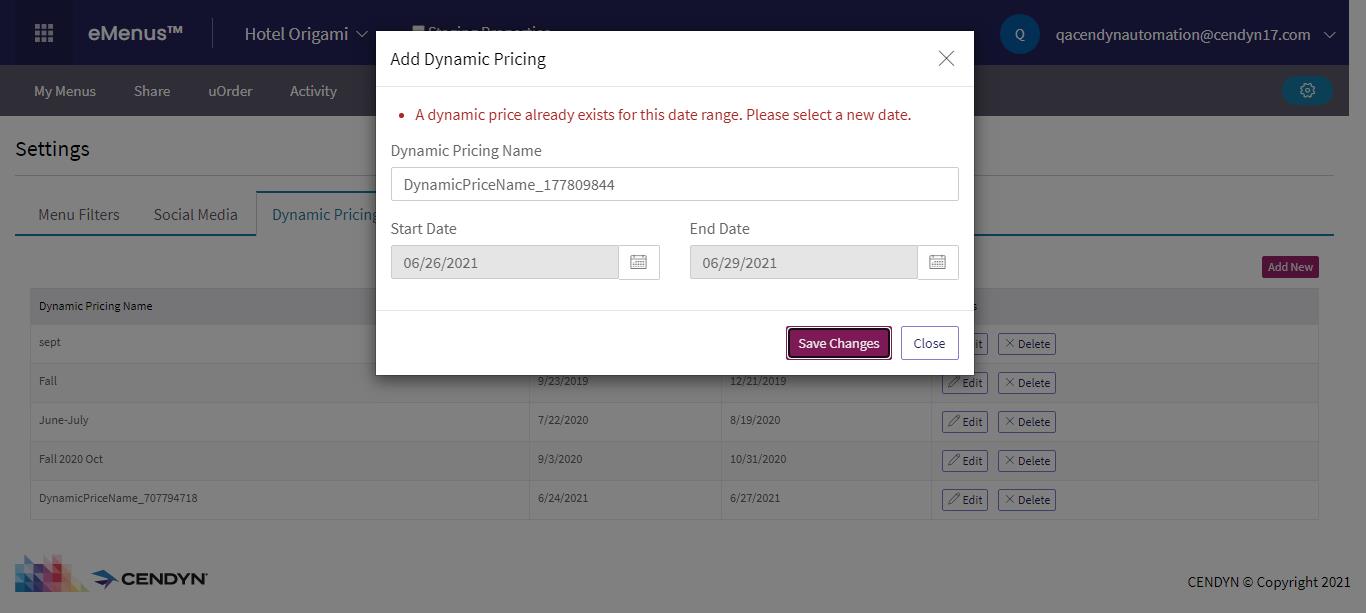 eMenus™
Hotel Origami
Staging Properties
Q
qacendynautomation@cendyn17.com
My Menus
Share
uOrder
Activity
Settings
Menu Filters
Social Media
Dynamic Pricing
Add New
Add Dynamic Pricing
A dynamic price already exists for this date range. Please select a new date.
Dynamic Pricing Name
DynamicPriceName_177809844
Start Date
End Date
06/26/2021
06/29/2021
Save Changes
Close
Dynamic Pricing Name
sept
Delete
Fall
9/23/2019
12/21/2019
Edit
Delete
June-July
7/22/2020
8/19/2020
Edit
Delete
Fall 2020 Oct
9/3/2020
10/31/2020
Edit
Delete
DynamicPriceName_707794718
6/24/2021
6/27/2021
Edit
Delete
CENDYN
CENDYN © Copyright 2021